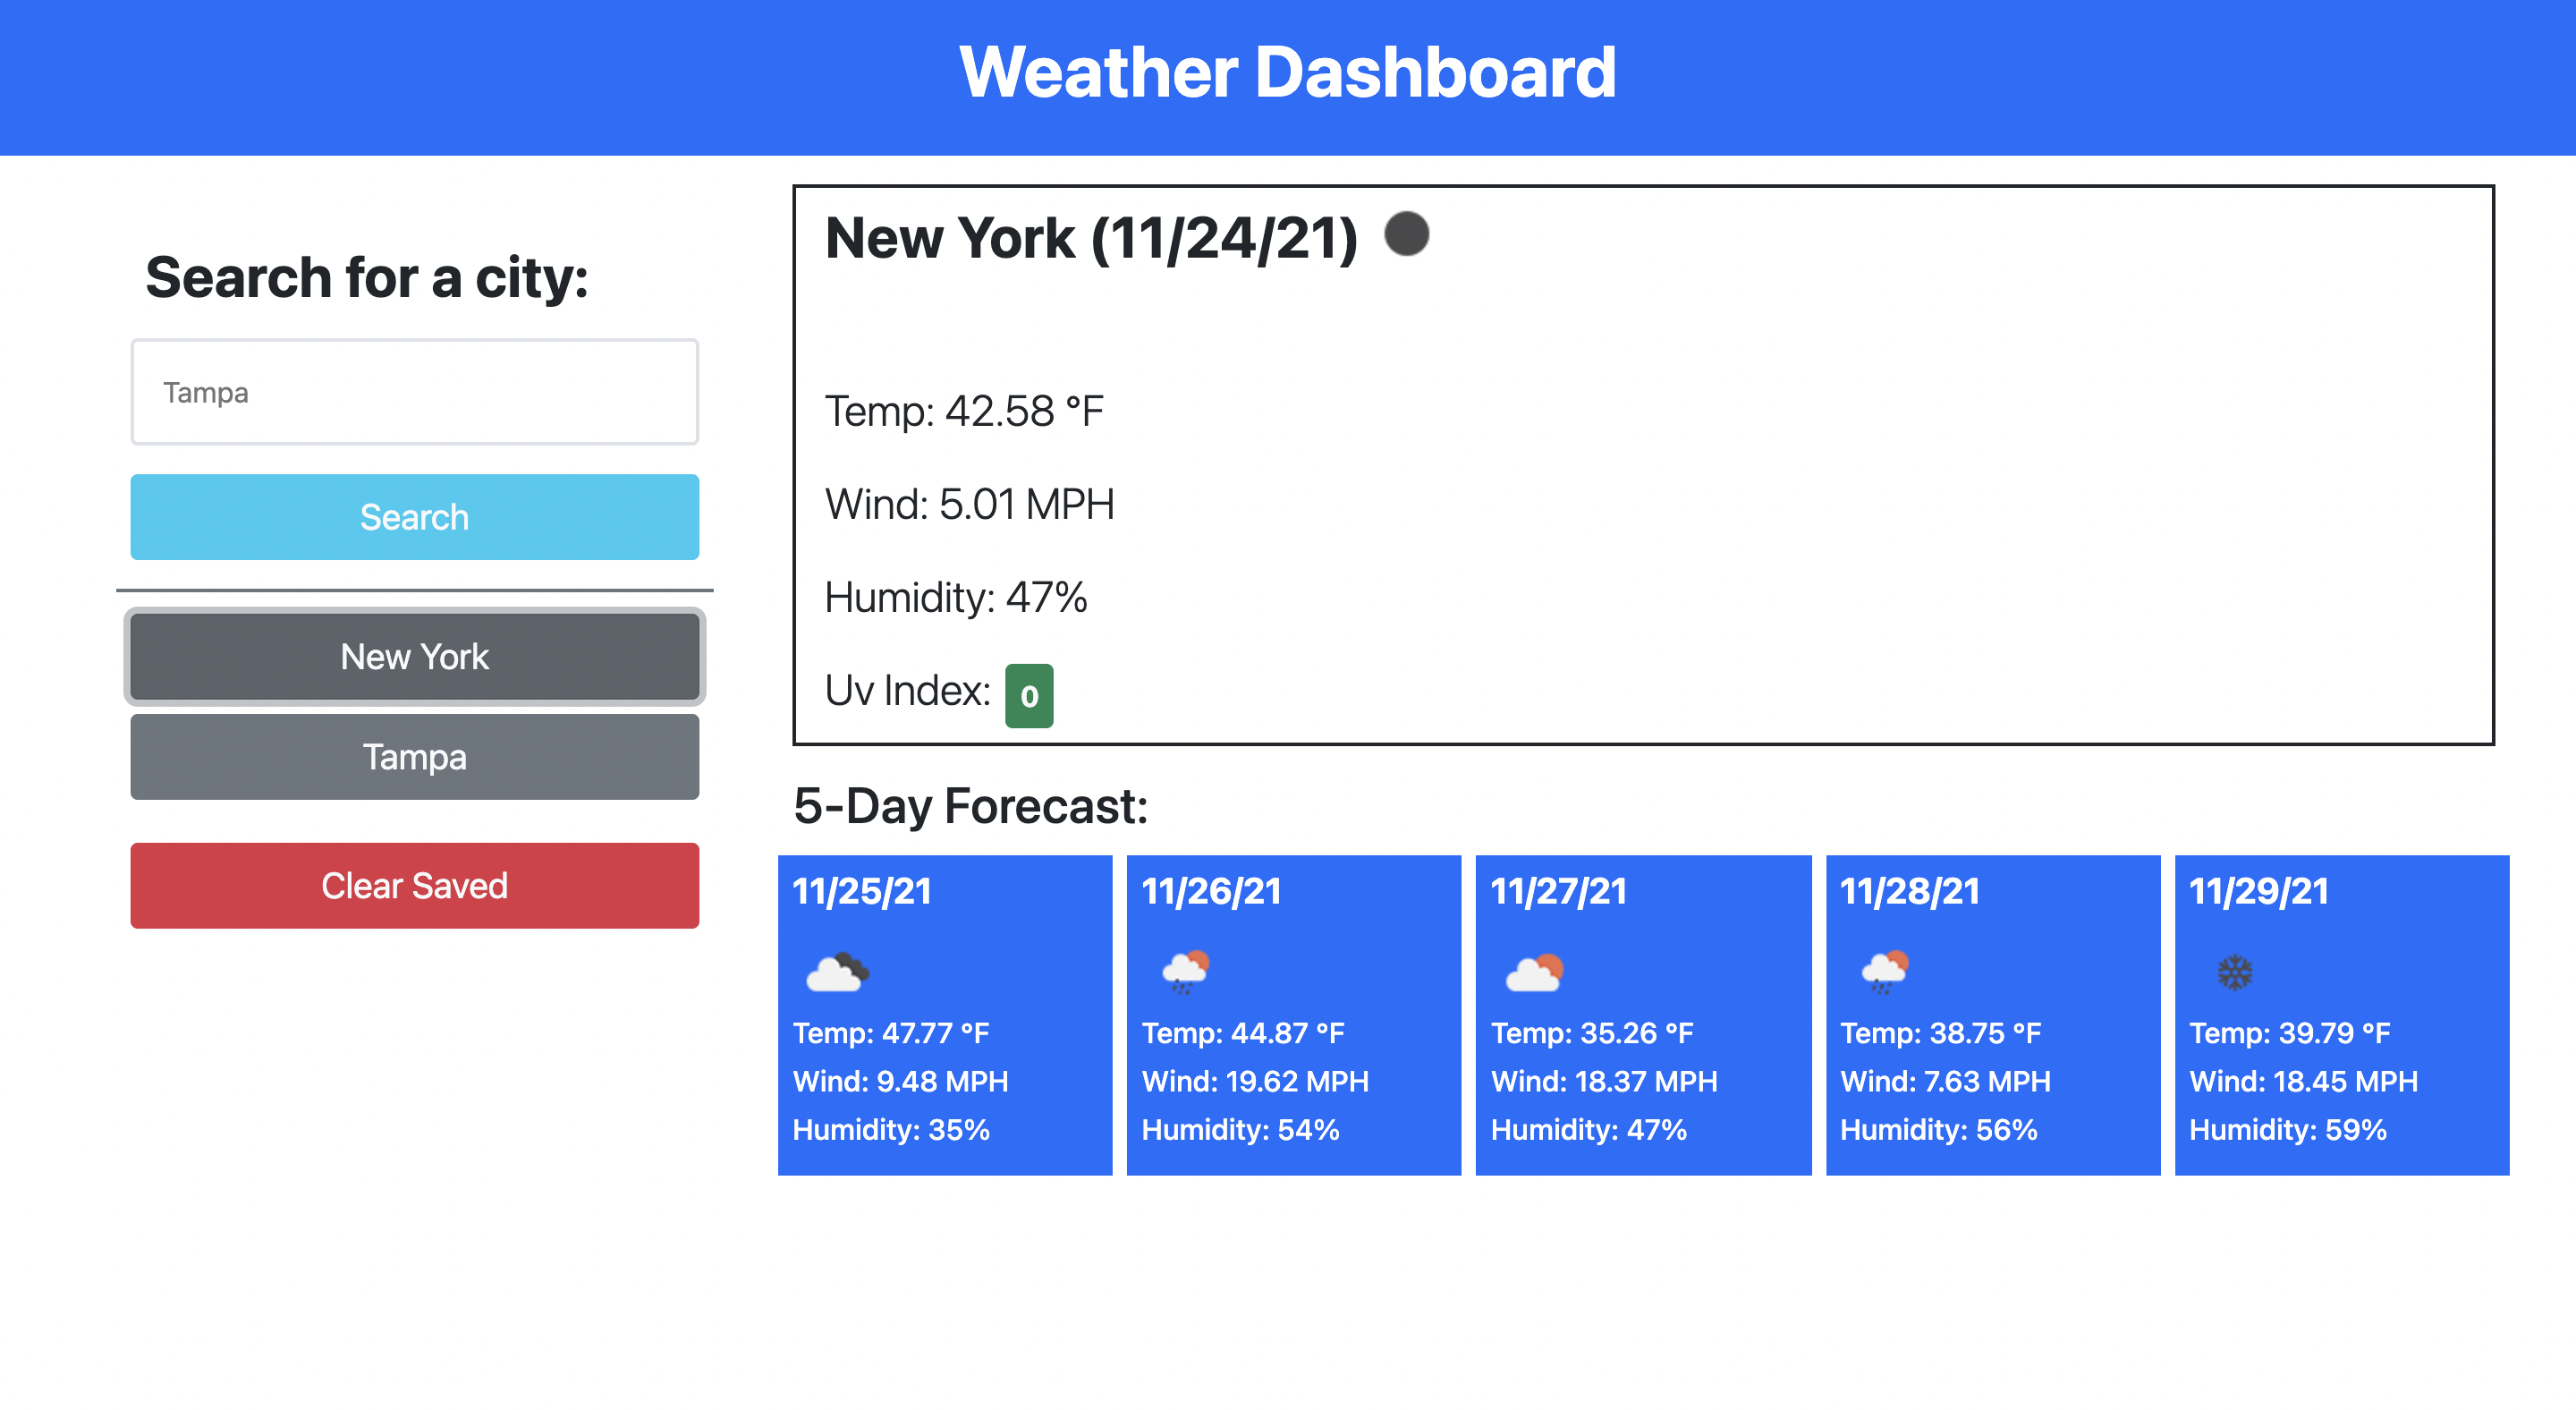 Weather Dashboard
Search for a city:
Tampa
Search
New York
Tampa
Clear Saved
New York (11/24/21)
Temp: 42.58 °F
Wind: 5.01 MPH
Humidity: 47%
Uv Index: 0
5-Day Forecast:
11/25/21
Temp: 47.77 °F
Wind: 9.48 MPH
Humidity: 35%
11/26/21
Temp: 44.87 °F
Wind: 19.62 MPH
Humidity: 54%
11/27/21
Temp: 35.26 °F
Wind: 18.37 MPH
Humidity: 47%
11/28/21
Temp: 38.75 °F
Wind: 7.63 MPH
Humidity: 56%
11/29/21
Temp: 39.79 °F
Wind: 18.45 MPH
Humidity: 59%